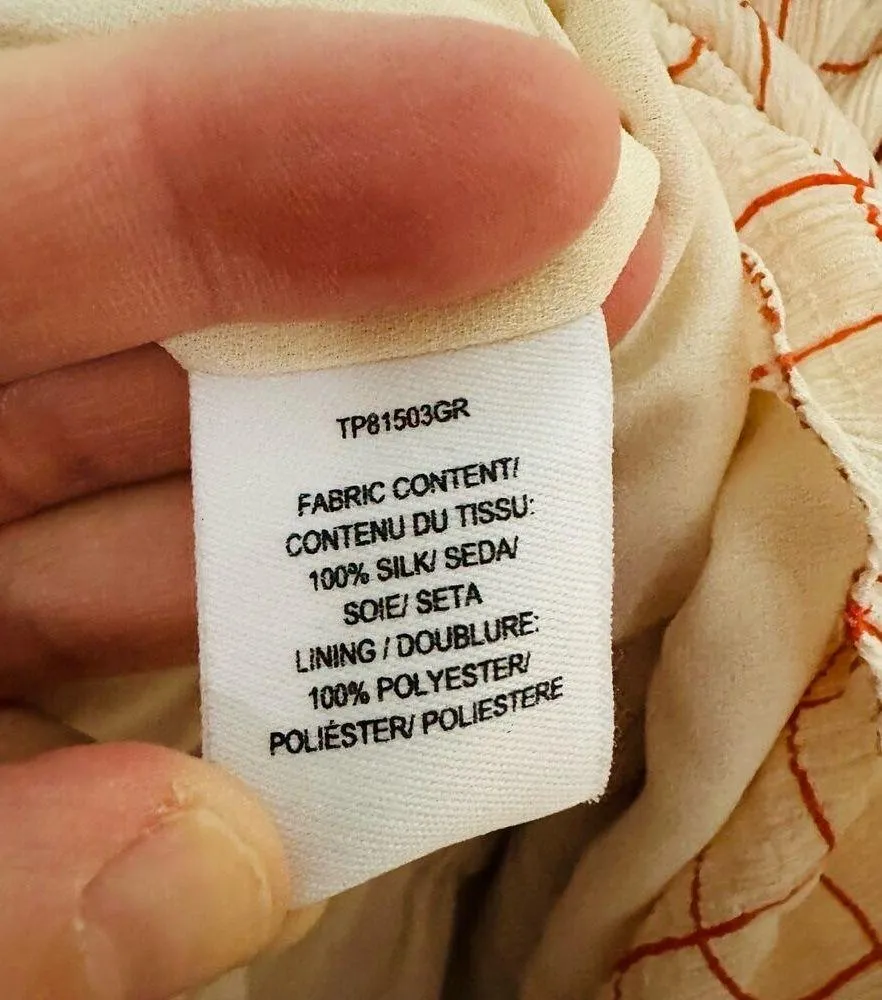 TP81503GR
FABRIC CONTENT/
CONTENU DU TISSU:
100% SILK/ SEDA/
SOIE/ SETA
LINING / DOUBLURE:
100% POLYESTER/
POLIÉSTER/ POLIESTERE